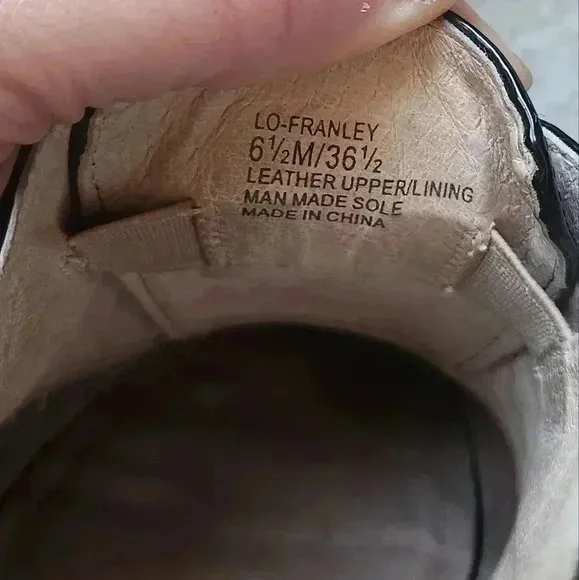 LO-FRANLEY
6½M/36½
LEATHER UPPER/LINING
MAN MADE SOLE
MADE IN CHINA